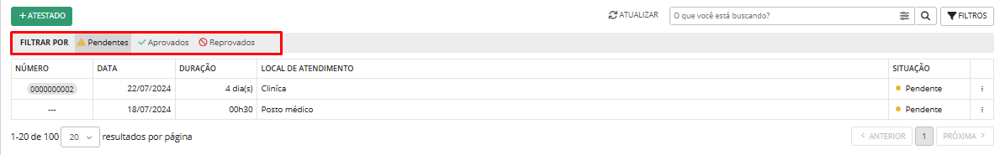 + ATESTADO ATUALIZAR O que você está buscando? FILTROS
FILTRAR POR Pendentes Aprovados Reprovados
NÚMERO DATA DURAÇÃO LOCAL DE ATENDIMENTO SITUAÇÃO
0000000002 22/07/2024 4 dia(s) Cliníca Pendente
--- 18/07/2024 00h30 Posto médico Pendente
1-20 de 100 20 resultados por página < ANTERIOR 1 PRÓXIMA >